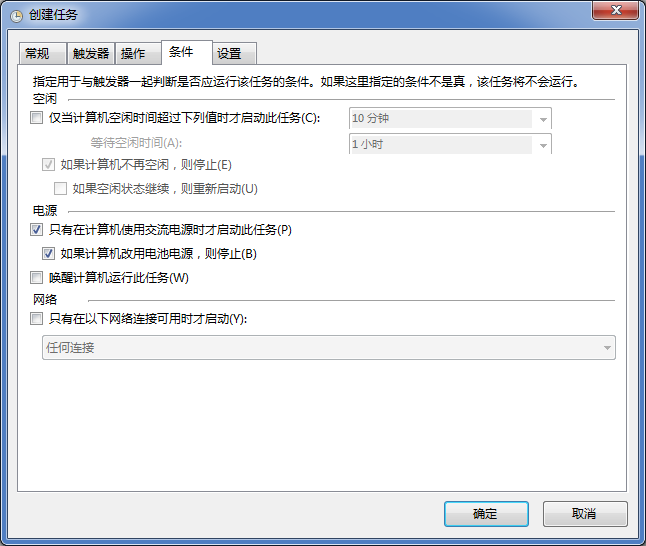 创建任务
常规 触发器 操作 条件 设置
指定用于与触发器一起判断是否应运行该任务的条件。如果这里指定的条件不是真，该任务将不会运行。
空闲
仅当计算机空闲时间超过下列值时才启动此任务(C): 10 分钟
等待空闲时间(A): 1 小时
如果计算机不再空闲，则停止(E)
如果空闲状态继续，则重新启动(U)
电源
只有在计算机使用交流电源时才启动此任务(P)
如果计算机改用电池电源，则停止(B)
唤醒计算机运行此任务(W)
网络
只有在以下网络连接可用时才启动(Y):
任何连接
确定 取消